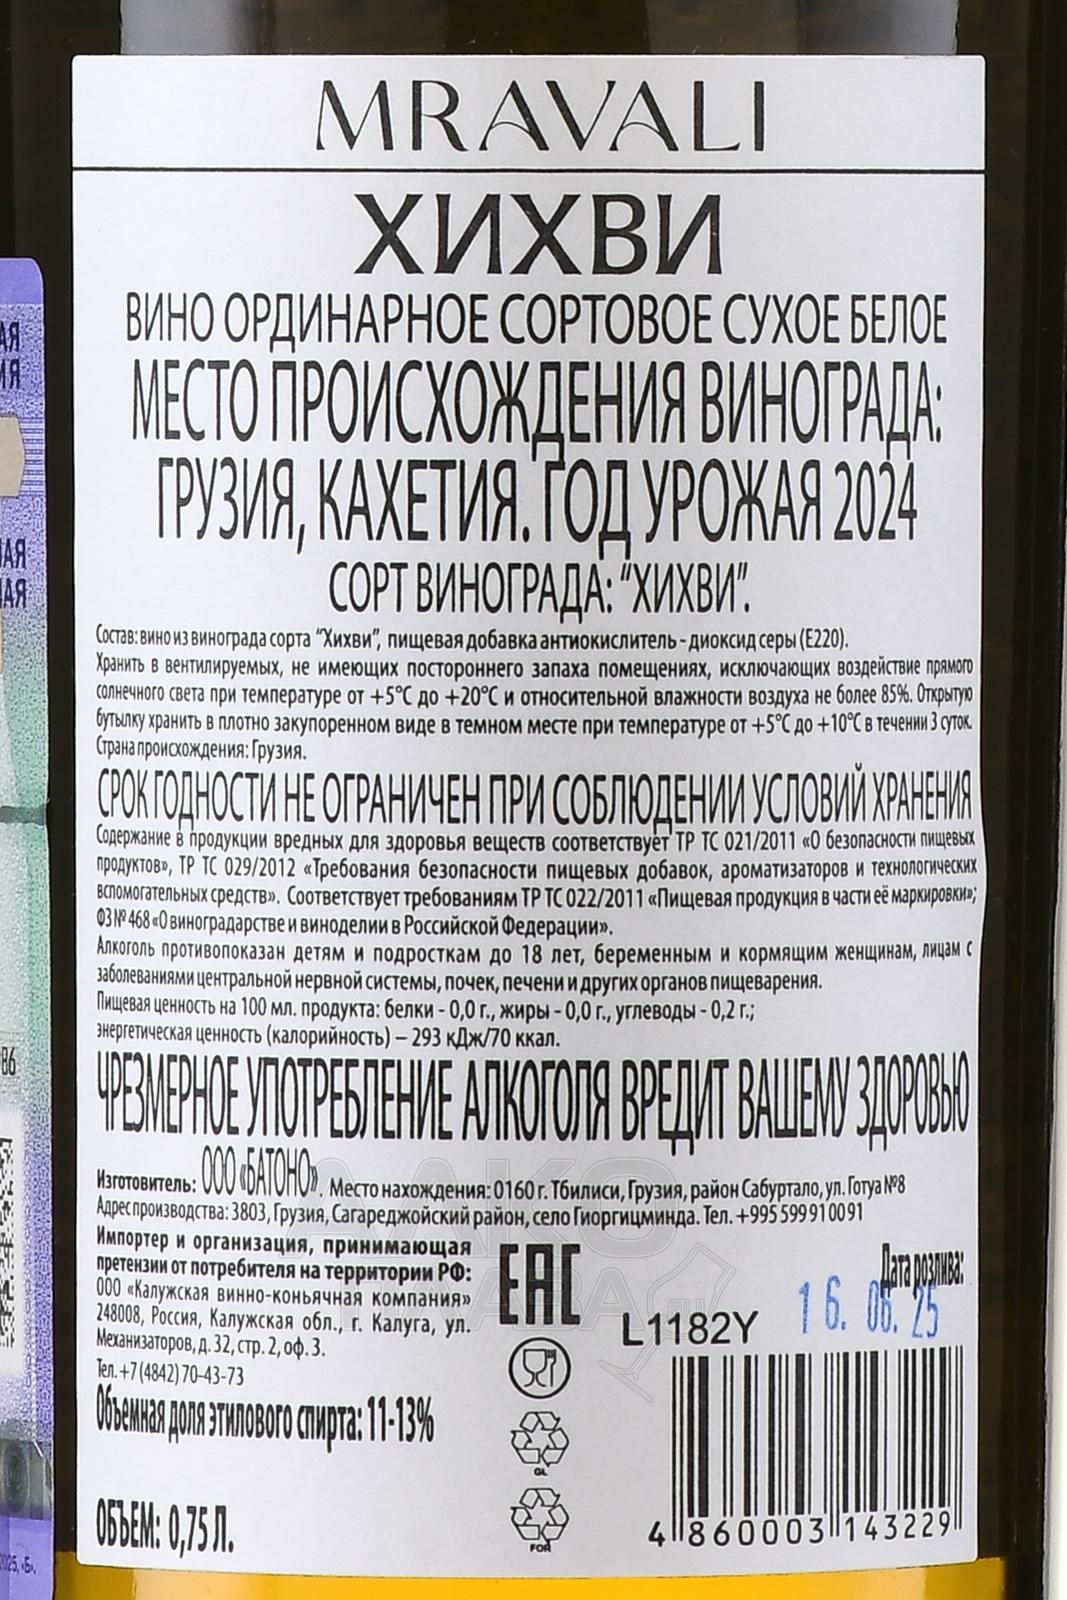 MRAVALI
ХИХВИ
ВИНО ОРДИНАРНОЕ СОРТОВОЕ СУХОЕ БЕЛОЕ
МЕСТО ПРОИСХОЖДЕНИЯ ВИНОГРАДА:
ГРУЗИЯ, КАХЕТИЯ. ГОД УРОЖАЯ 2024
СОРТ ВИНОГРАДА: “ХИХВИ”.
Состав: вино из винограда сорта “Хихви”, пищевая добавка антиокислитель - диоксид серы (Е220).
Хранить в вентилируемых, не имеющих постороннего запаха помещениях, исключающих воздействие прямого
солнечного света при температуре от +5°С до +20°С и относительной влажности воздуха не более 85%. Открытую
бутылку хранить в плотно закупоренном виде в темном месте при температуре от +5°С до +10°С в течении 3 суток.
Страна происхождения: Грузия.
СРОК ГОДНОСТИ НЕ ОГРАНИЧЕН ПРИ СОБЛЮДЕНИИ УСЛОВИЙ ХРАНЕНИЯ
Содержание в продукции вредных для здоровья веществ соответствует ТР ТС 021/2011 «О безопасности пищевых
продуктов», ТР ТС 029/2012 «Требования безопасности пищевых добавок, ароматизаторов и технологических
вспомогательных средств». Соответствует требованиям ТР ТС 022/2011 «Пищевая продукция в части её маркировки»;
ФЗ № 468 «О виноградарстве и виноделии в Российской Федерации».
Алкоголь противопоказан детям и подросткам до 18 лет, беременным и кормящим женщинам, лицам с
заболеваниями центральной нервной системы, почек, печени и других органов пищеварения.
Пищевая ценность на 100 мл. продукта: белки - 0,0 г., жиры - 0,0 г., углеводы - 0,2 г.;
энергетическая ценность (калорийность) – 293 кДж/70 ккал.
ЧРЕЗМЕРНОЕ УПОТРЕБЛЕНИЕ АЛКОГОЛЯ ВРЕДИТ ВАШЕМУ ЗДОРОВЬЮ
Изготовитель: ООО «БАТОНО». Место нахождения: 0160 г. Тбилиси, Грузия, район Сабуртало, ул. Готуа №8
Адрес производства: 3803, Грузия, Сагареджойский район, село Гиоргицминда. Тел. +995 599 91 00 91
Импортер и организация, принимающая
претензии от потребителя на территории РФ:
ООО «Калужская винно-коньячная компания»
248008, Россия, Калужская обл., г. Калуга, ул.
Механизаторов, д. 32, стр. 2, оф. 3.
Тел. +7 (4842) 70-43-73
Объемная доля этилового спирта: 11-13%
ОБЪЕМ: 0,75 Л.
EAC
GL
FOR
Дата розлива:
16. 06. 25
L1182Y
4 860003 143229
АЯ
ИЯ
АЯ
АЯ
86
2025, «Б».